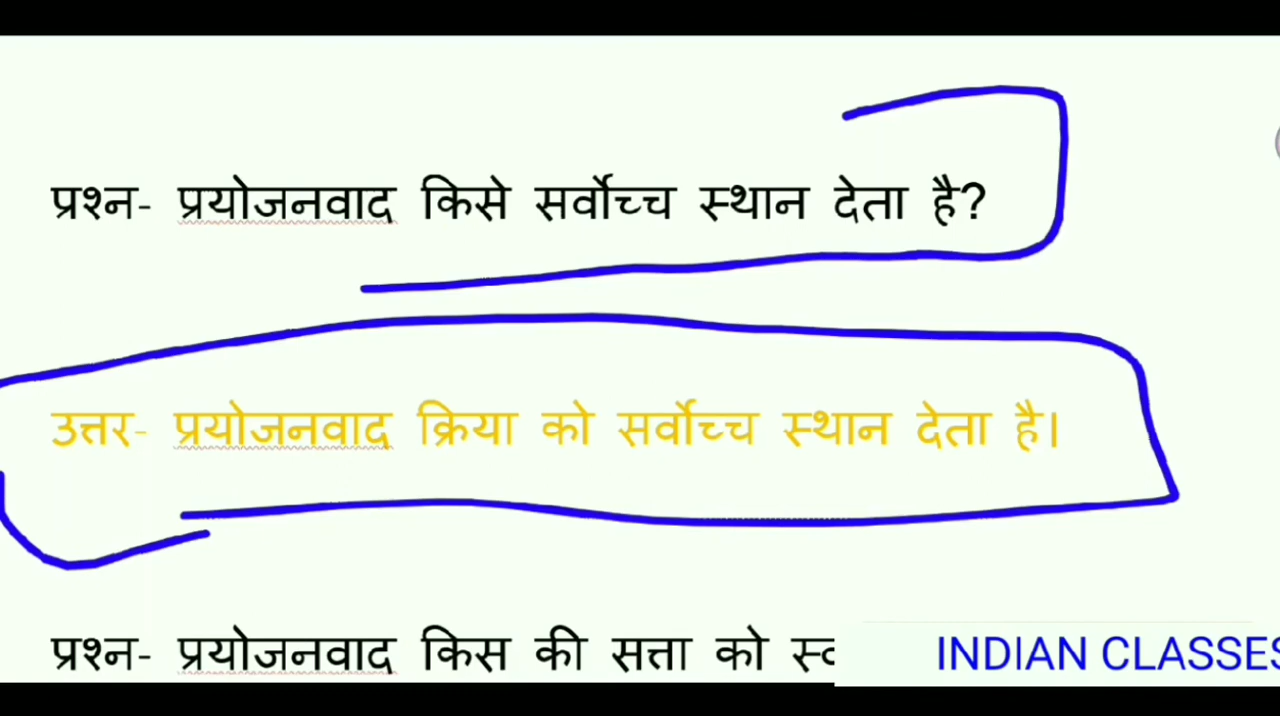 प्रश्न- प्रयोजनवाद किसे सर्वोच्च स्थान देता है?
उत्तर- प्रयोजनवाद क्रिया को सर्वोच्च स्थान देता है।
प्रश्न- प्रयोजनवाद किस की सत्ता को
INDIAN CLASSES